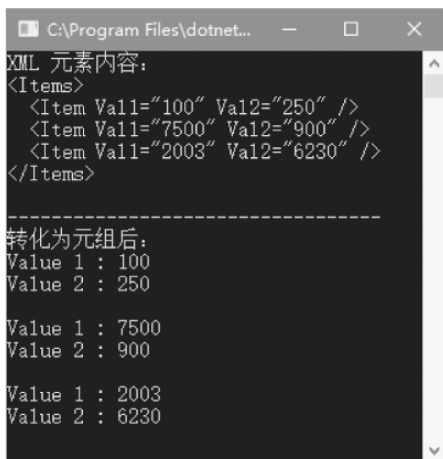 C:\Program Files\dotnet...
XML 元素内容：
<Items>
  <Item Val1="100" Val2="250" />
  <Item Val1="7500" Val2="900" />
  <Item Val1="2003" Val2="6230" />
</Items>
----------------------------------
转化为元组后：
Value 1 : 100
Value 2 : 250
Value 1 : 7500
Value 2 : 900
Value 1 : 2003
Value 2 : 6230